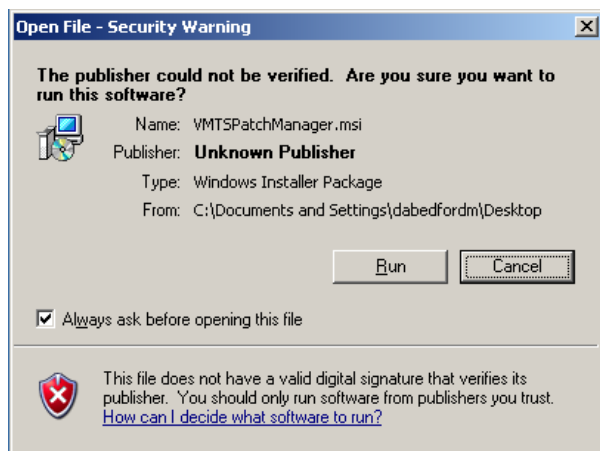 Open File - Security Warning
The publisher could not be verified.  Are you sure you want to
run this software?
Name: VMTSPatchManager.msi
Publisher: Unknown Publisher
Type: Windows Installer Package
From: C:\Documents and Settings\dabedfordm\Desktop
Run Cancel
Always ask before opening this file
This file does not have a valid digital signature that verifies its
publisher.  You should only run software from publishers you trust.
How can I decide what software to run?